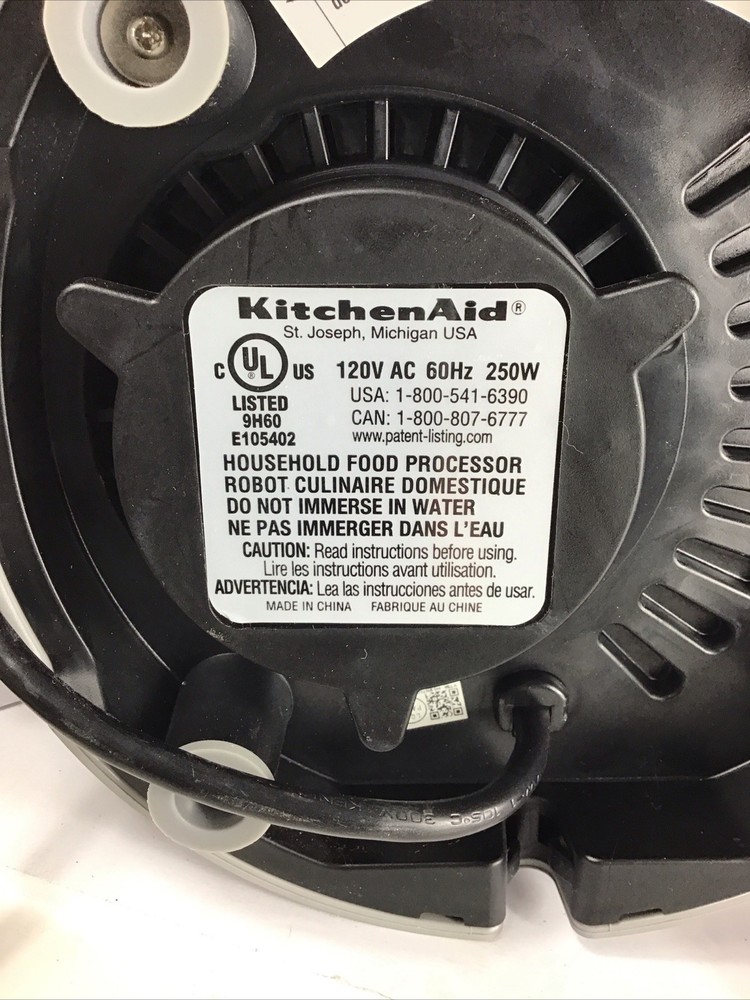 KitchenAid®
St. Joseph, Michigan USA
C UL ® US 120V AC 60Hz 250W
LISTED
9H60
E105402
USA: 1-800-541-6390
CAN: 1-800-807-6777
www.patent-listing.com
HOUSEHOLD FOOD PROCESSOR
ROBOT CULINAIRE DOMESTIQUE
DO NOT IMMERSE IN WATER
NE PAS IMMERGER DANS L'EAU
CAUTION: Read instructions before using.
Lire les instructions avant utilisation.
ADVERTENCIA: Lea las instrucciones antes de usar.
MADE IN CHINA FABRIQUE AU CHINE
105°C 300V